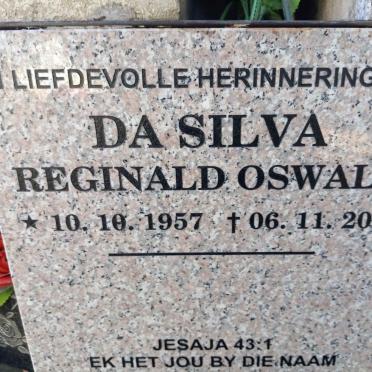 LIEFDEVOLLE HERINNERING
DA SILVA
REGINALD OSWAL
★ 10. 10. 1957 † 06. 11. 20
JESAJA 43:1
EK HET JOU BY DIE NAAM